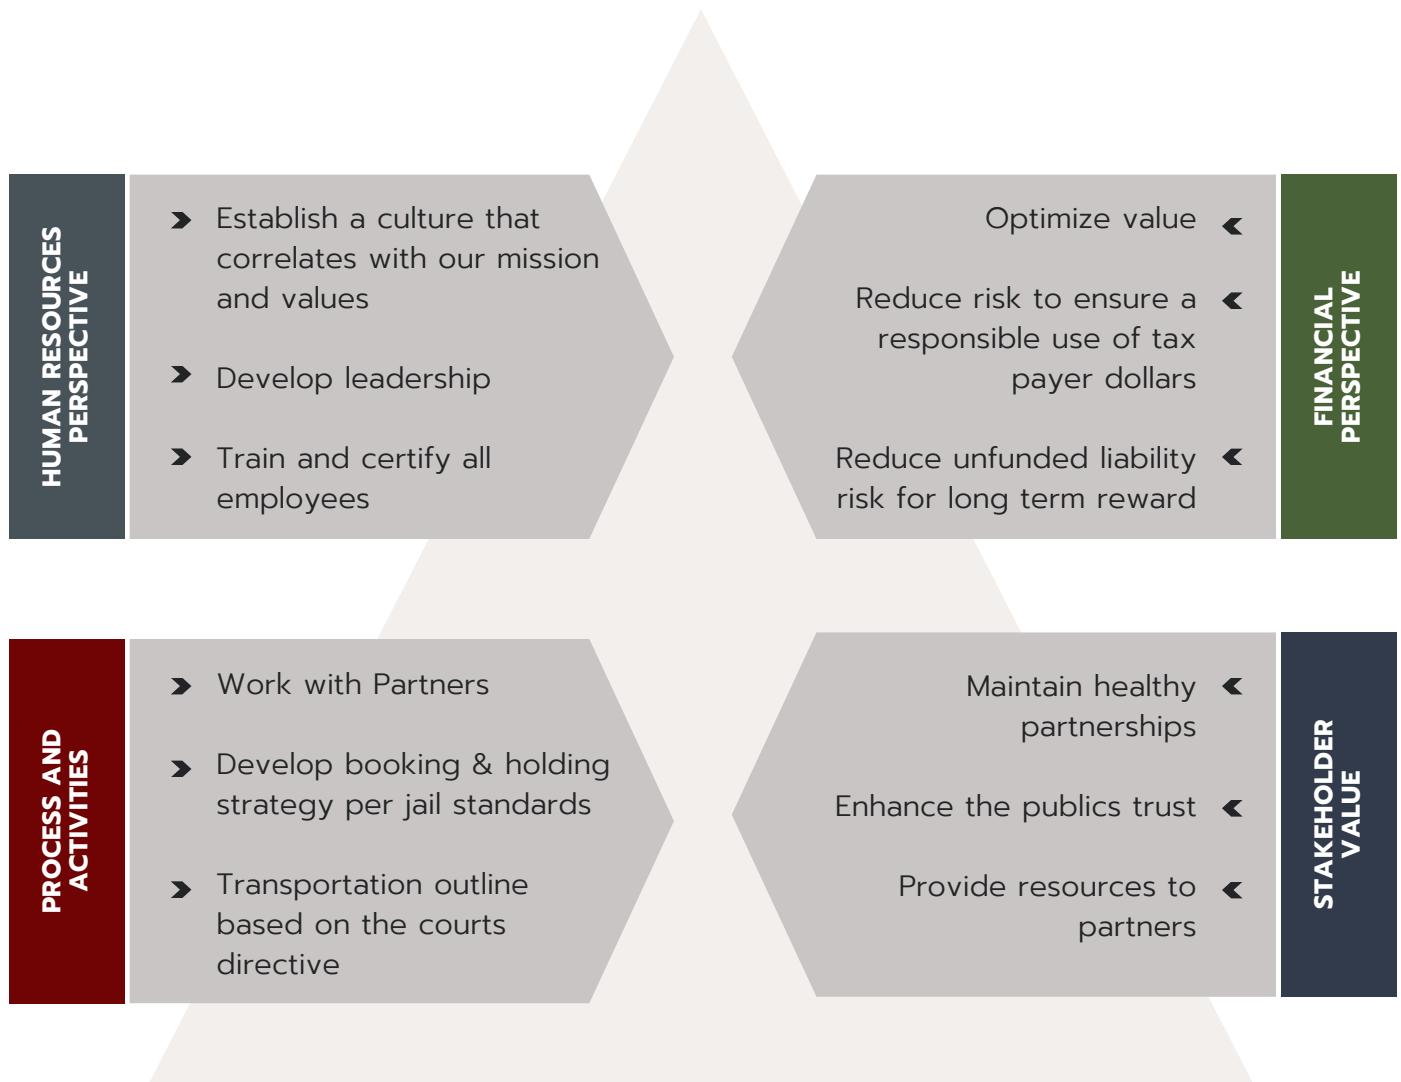 HUMAN RESOURCES
PERSPECTIVE
Establish a culture that
correlates with our mission
and values
Develop leadership
Train and certify all
employees
Optimize value
Reduce risk to ensure a
responsible use of tax
payer dollars
Reduce unfunded liability
risk for long term reward
FINANCIAL
PERSPECTIVE
PROCESS AND
ACTIVITIES
Work with Partners
Develop booking & holding
strategy per jail standards
Transportation outline
based on the courts
directive
Maintain healthy
partnerships
Enhance the publics trust
Provide resources to
partners
STAKEHOLDER
VALUE